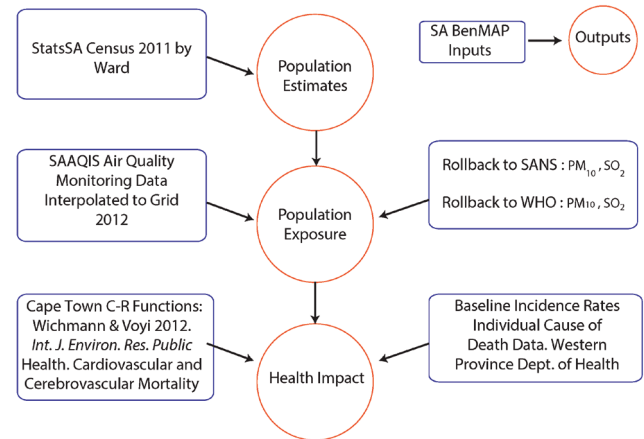 StatsSA Census 2011 by
Ward
Population
Estimates
SA BenMAP
Inputs
Outputs
SAAQIS Air Quality
Monitoring Data
Interpolated to Grid
2012
Population
Exposure
Rollback to SANS : PM10, SO2
Rollback to WHO : PM10, SO2
Cape Town C-R Functions:
Wichmann & Voyi 2012.
Int. J. Environ. Res. Public
Health. Cardiovascular and
Cerebrovascular Mortality
Health Impact
Baseline Incidence Rates
Individual Cause of
Death Data. Western
Province Dept. of Health